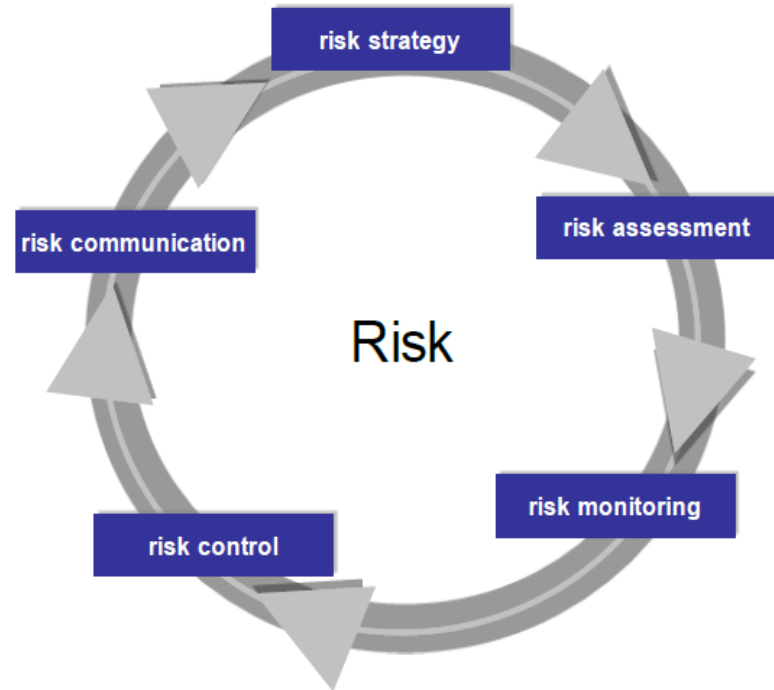 risk strategy
risk assessment
risk communication
Risk
risk monitoring
risk control